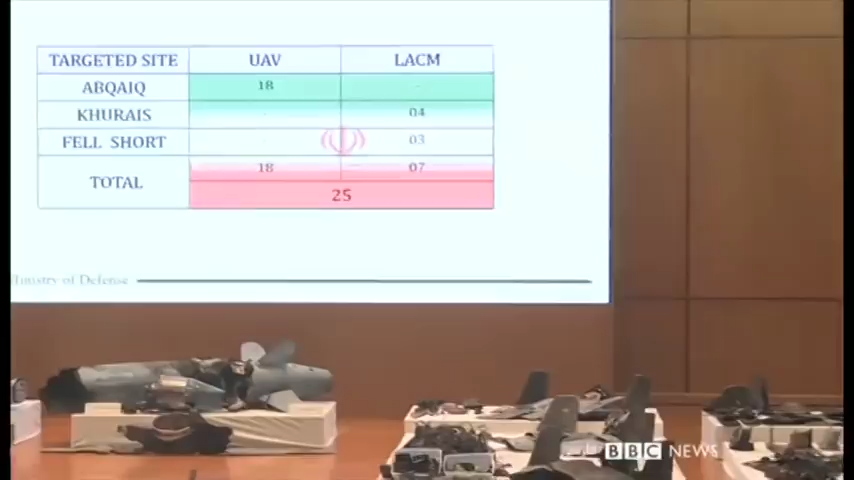 TARGETED SITE UAV LACM
ABQAIQ 18 -
KHURAIS - 04
FELL SHORT - 03
TOTAL 18 07
25
Ministry of Defense
BBC NEWS